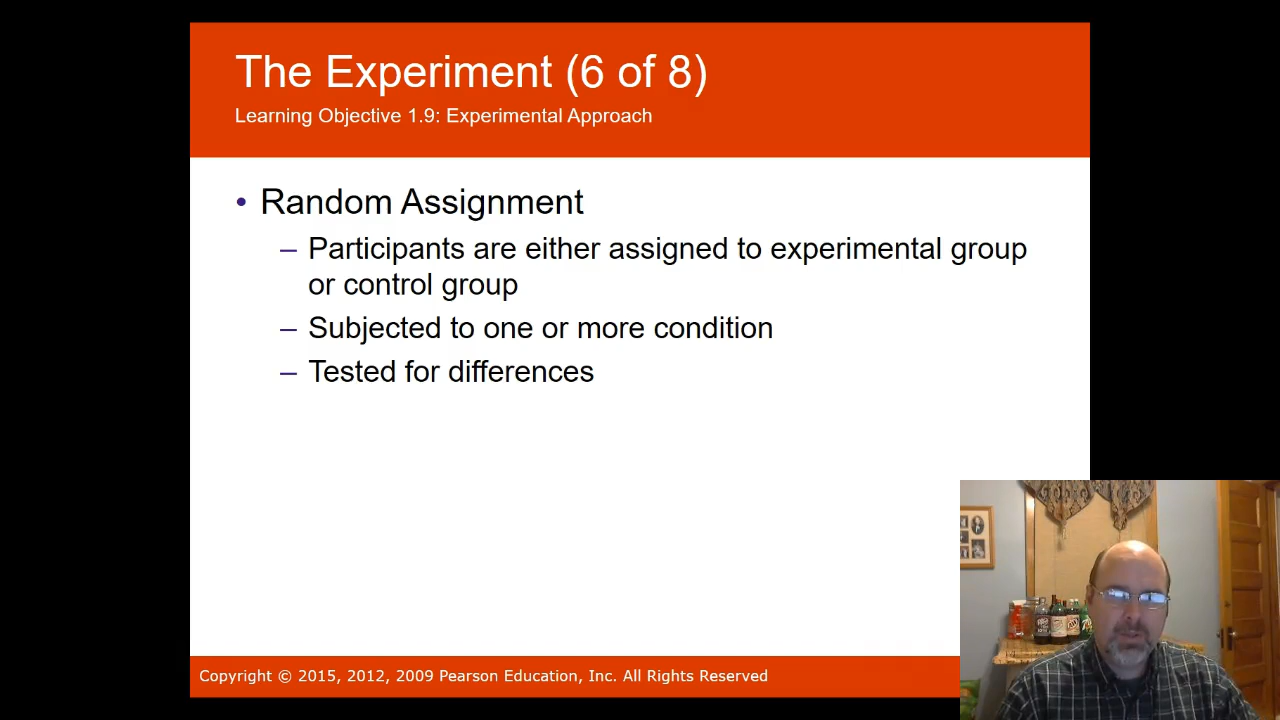 The Experiment (6 of 8)
Learning Objective 1.9: Experimental Approach
• Random Assignment
– Participants are either assigned to experimental group
or control group
– Subjected to one or more condition
– Tested for differences
Copyright © 2015, 2012, 2009 Pearson Education, Inc. All Rights Reserved